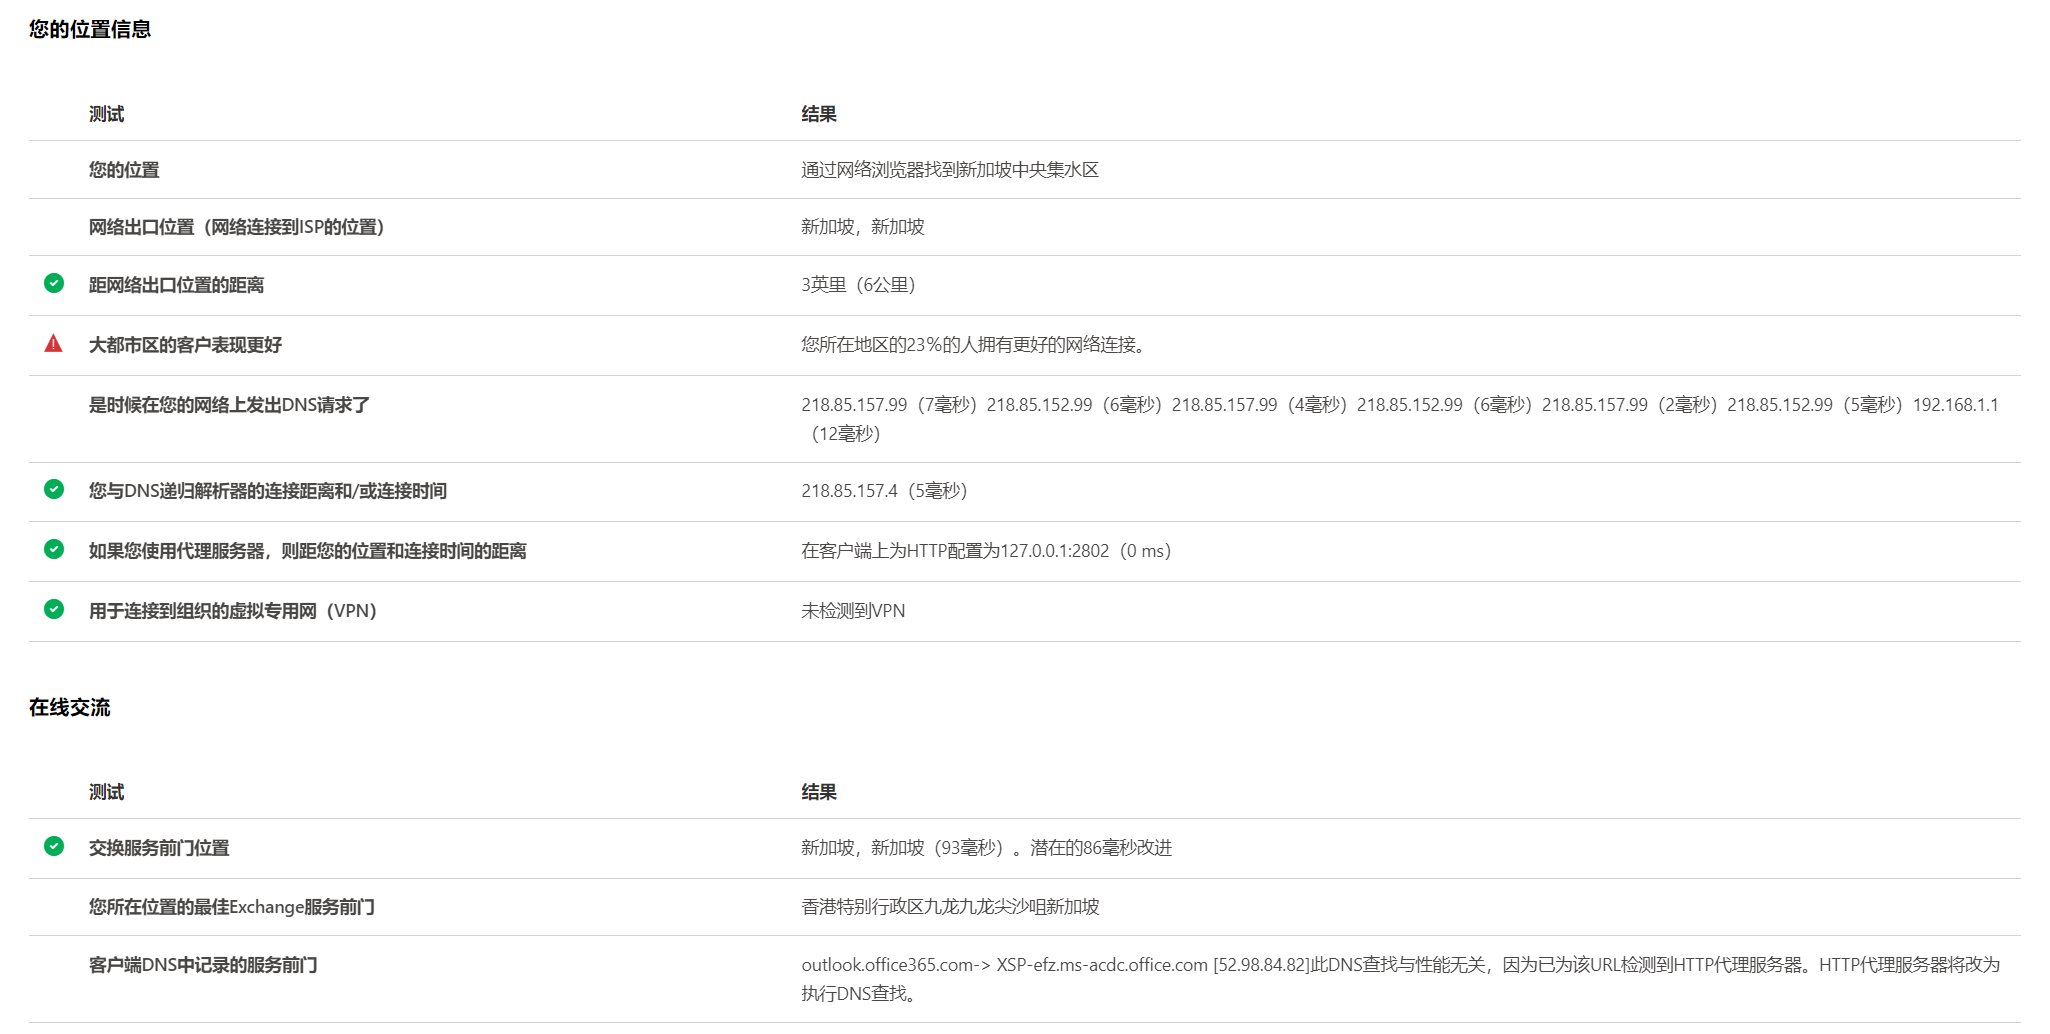 您的位置信息
测试 结果
您的位置 通过网络浏览器找到新加坡中央集水区
网络出口位置（网络连接到ISP的位置） 新加坡，新加坡
距网络出口位置的距离 3英里（6公里）
大都市区的客户表现更好 您所在地区的23%的人拥有更好的网络连接。
是时候在您的网络上发出DNS请求了 218.85.157.99（7毫秒）218.85.152.99（6毫秒）218.85.157.99（4毫秒）218.85.152.99（6毫秒）218.85.157.99（2毫秒）218.85.152.99（5毫秒）192.168.1.1
（12毫秒）
您与DNS递归解析器的连接距离和/或连接时间 218.85.157.4（5毫秒）
如果您使用代理服务器，则距您的位置和连接时间的距离 在客户端上为HTTP配置为127.0.0.1:2802（0 ms）
用于连接到组织的虚拟专用网（VPN） 未检测到VPN
在线交流
测试 结果
交换服务前门位置 新加坡，新加坡（93毫秒）。潜在的86毫秒改进
您所在位置的最佳Exchange服务前门 香港特别行政区九龙九龙尖沙咀新加坡
客户端DNS中记录的服务前门 outlook.office365.com-> XSP-efz.ms-acdc.office.com [52.98.84.82]此DNS查找与性能无关，因为已为该URL检测到HTTP代理服务器。HTTP代理服务器将改为
执行DNS查找。